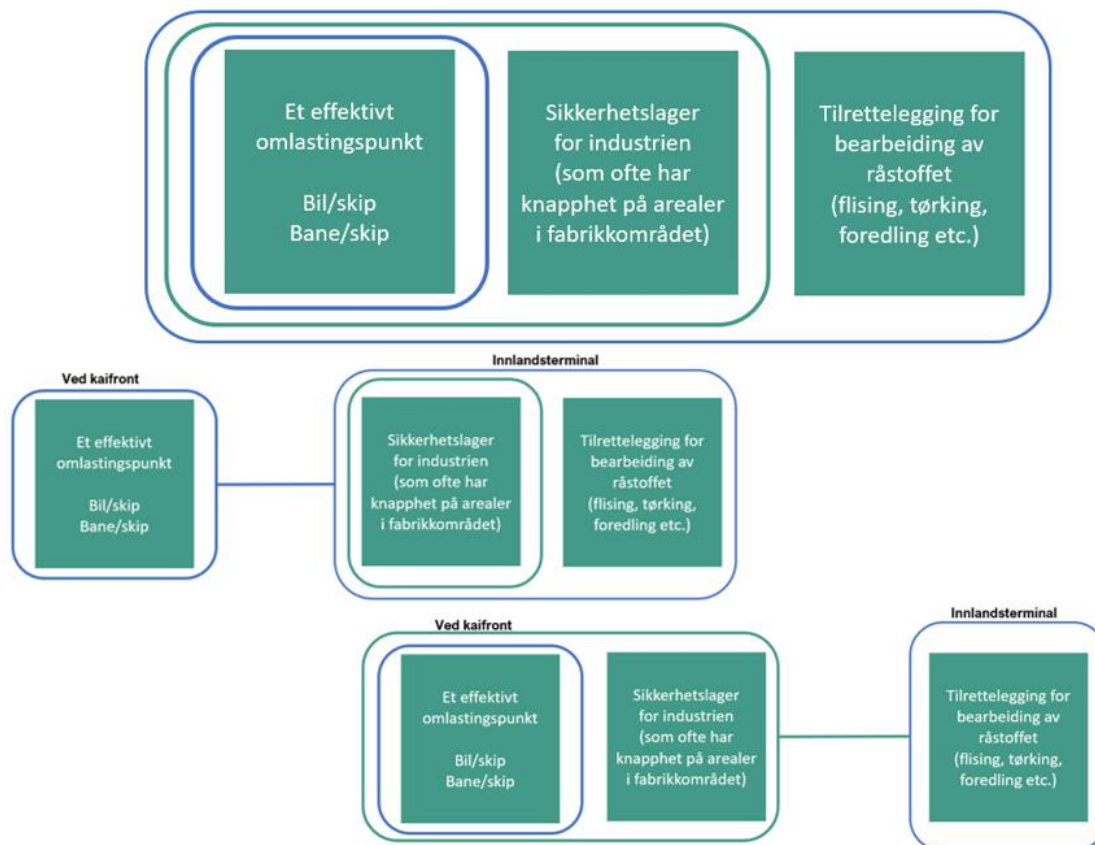 Et effektivt
omlastingspunkt
Bil/skip
Bane/skip
Sikkerhetslager
for industrien
(som ofte har
knapphet på arealer
i fabrikkområdet)
Tilrettelegging for
bearbeiding av
råstoffet
(flising, tørking,
foredling etc.)
Ved kaifront
Et effektivt
omlastingspunkt
Bil/skip
Bane/skip
Innlandsterminal
Sikkerhetslager
for industrien
(som ofte har
knapphet på arealer
i fabrikkområdet)
Tilrettelegging for
bearbeiding av
råstoffet
(flising, tørking,
foredling etc.)
Ved kaifront
Et effektivt
omlastingspunkt
Bil/skip
Bane/skip
Sikkerhetslager
for industrien
(som ofte har
knapphet på arealer
i fabrikkområdet)
Innlandsterminal
Tilrettelegging for
bearbeiding av
råstoffet
(flising, tørking,
foredling etc.)